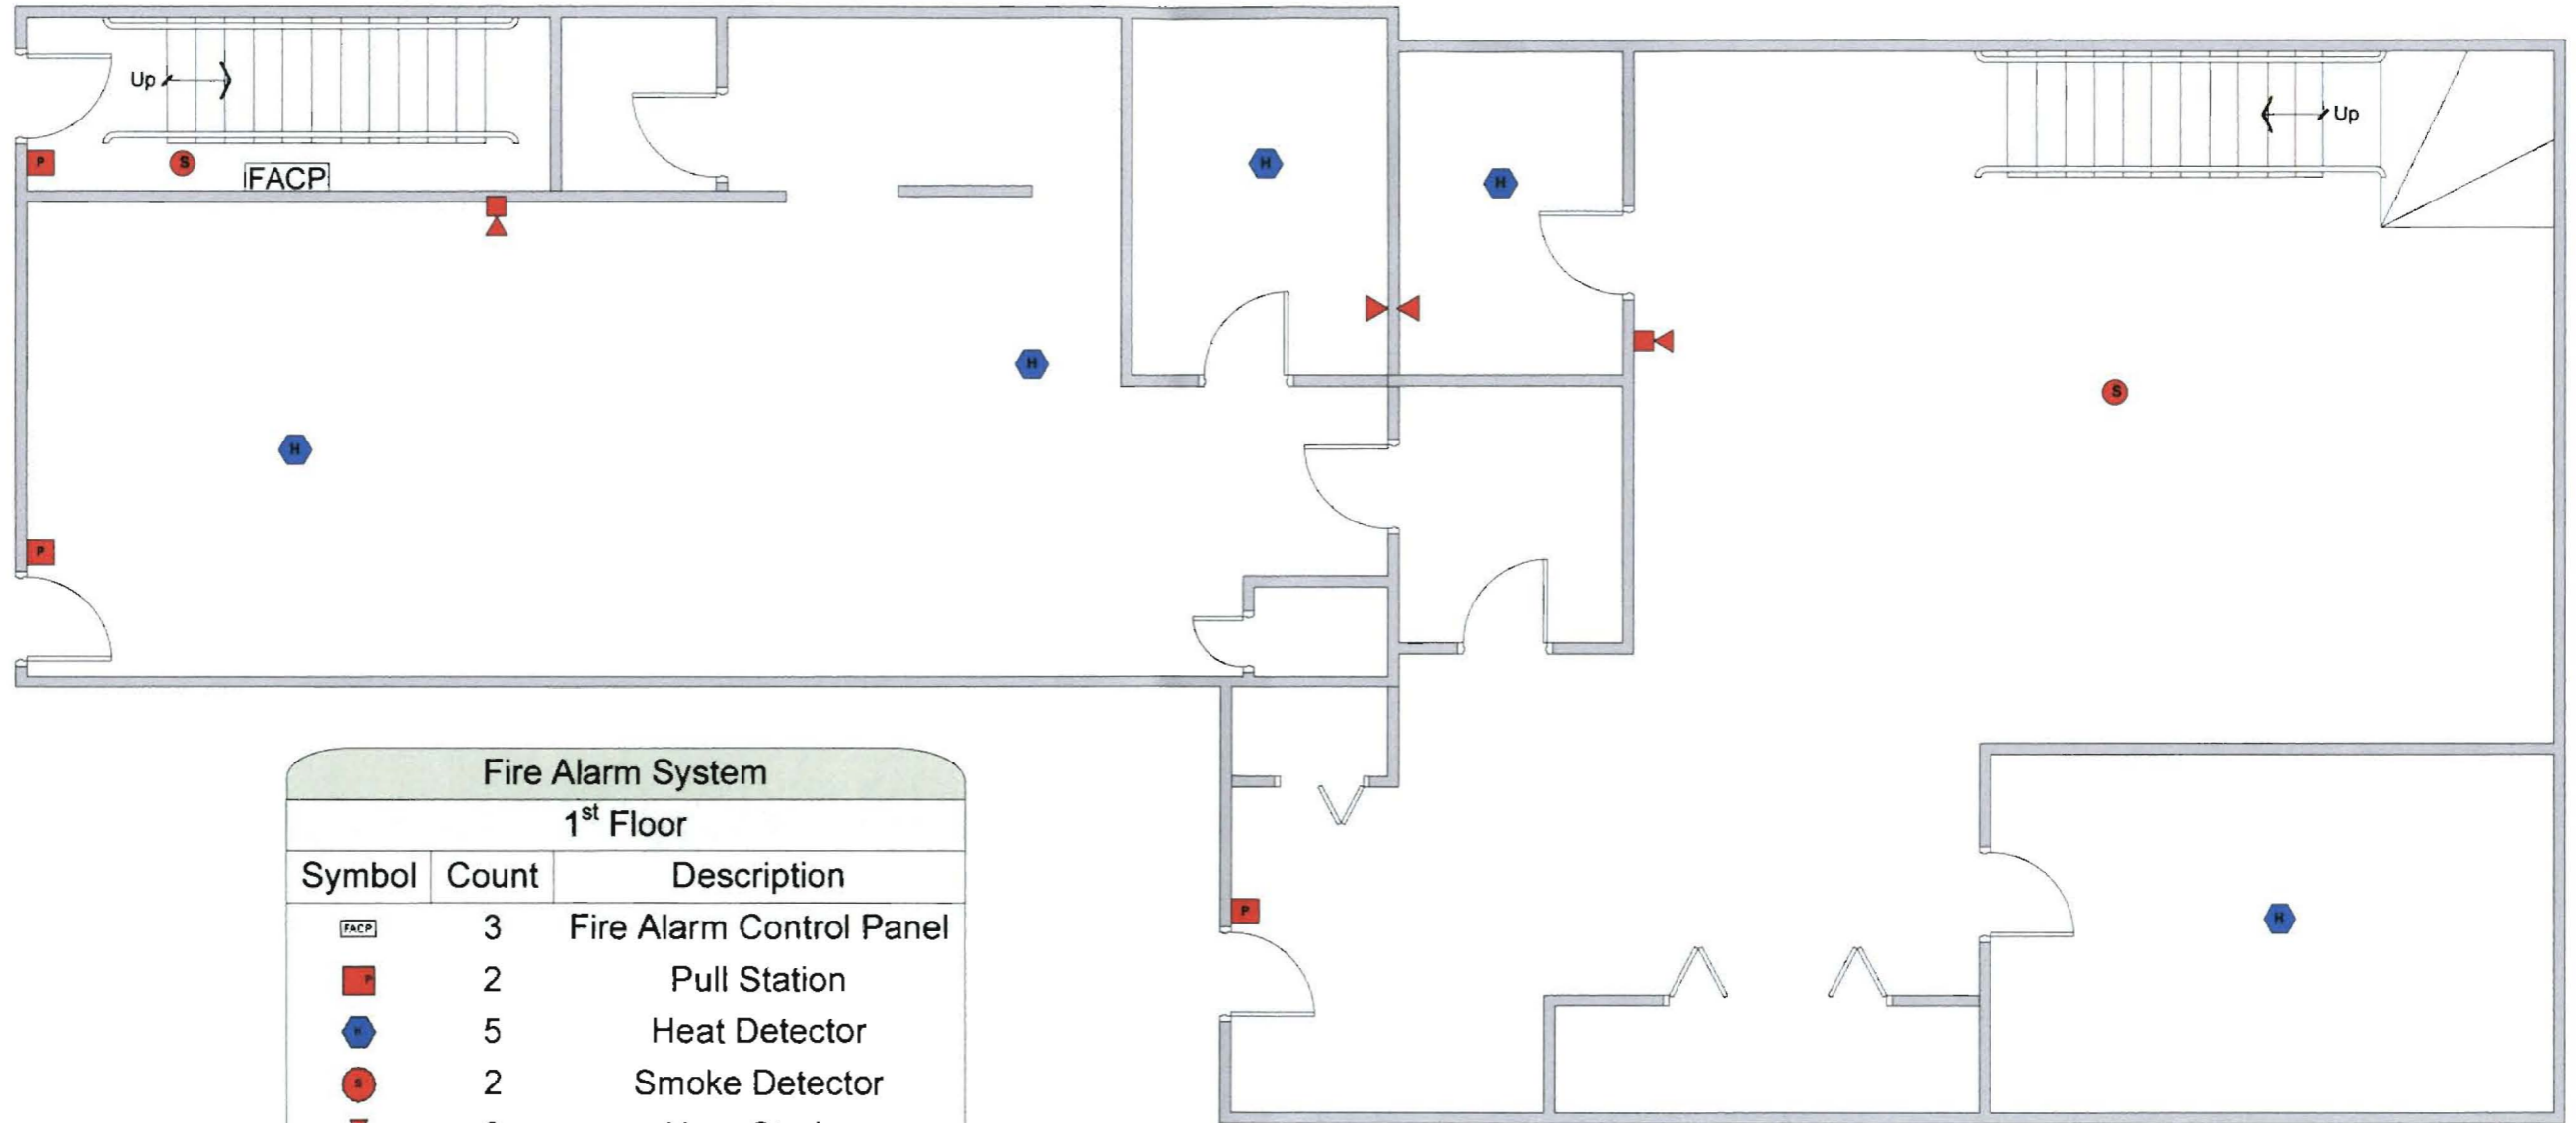 Up
Up
P
S
FACP
H
H
H
S
H
P
P
H
Fire Alarm System
1st Floor
Symbol Count Description
FACP 3 Fire Alarm Control Panel
P 2 Pull Station
H 5 Heat Detector
S 2 Smoke Detector